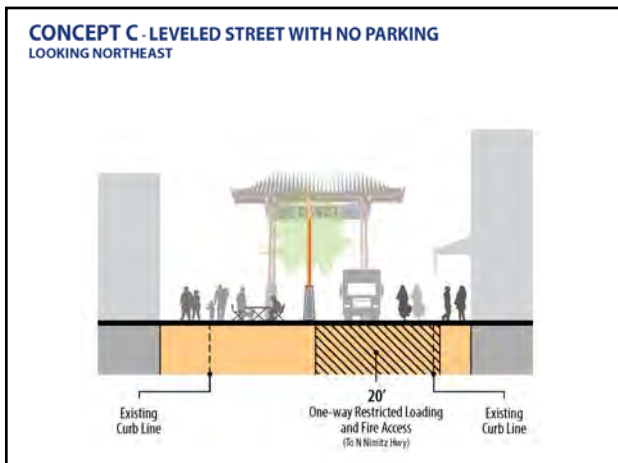 CONCEPT C - LEVELED STREET WITH NO PARKING
LOOKING NORTHEAST
Existing
Curb Line
20'
One-way Restricted Loading
and Fire Access
(To N Nimitz Hwy)
Existing
Curb Line